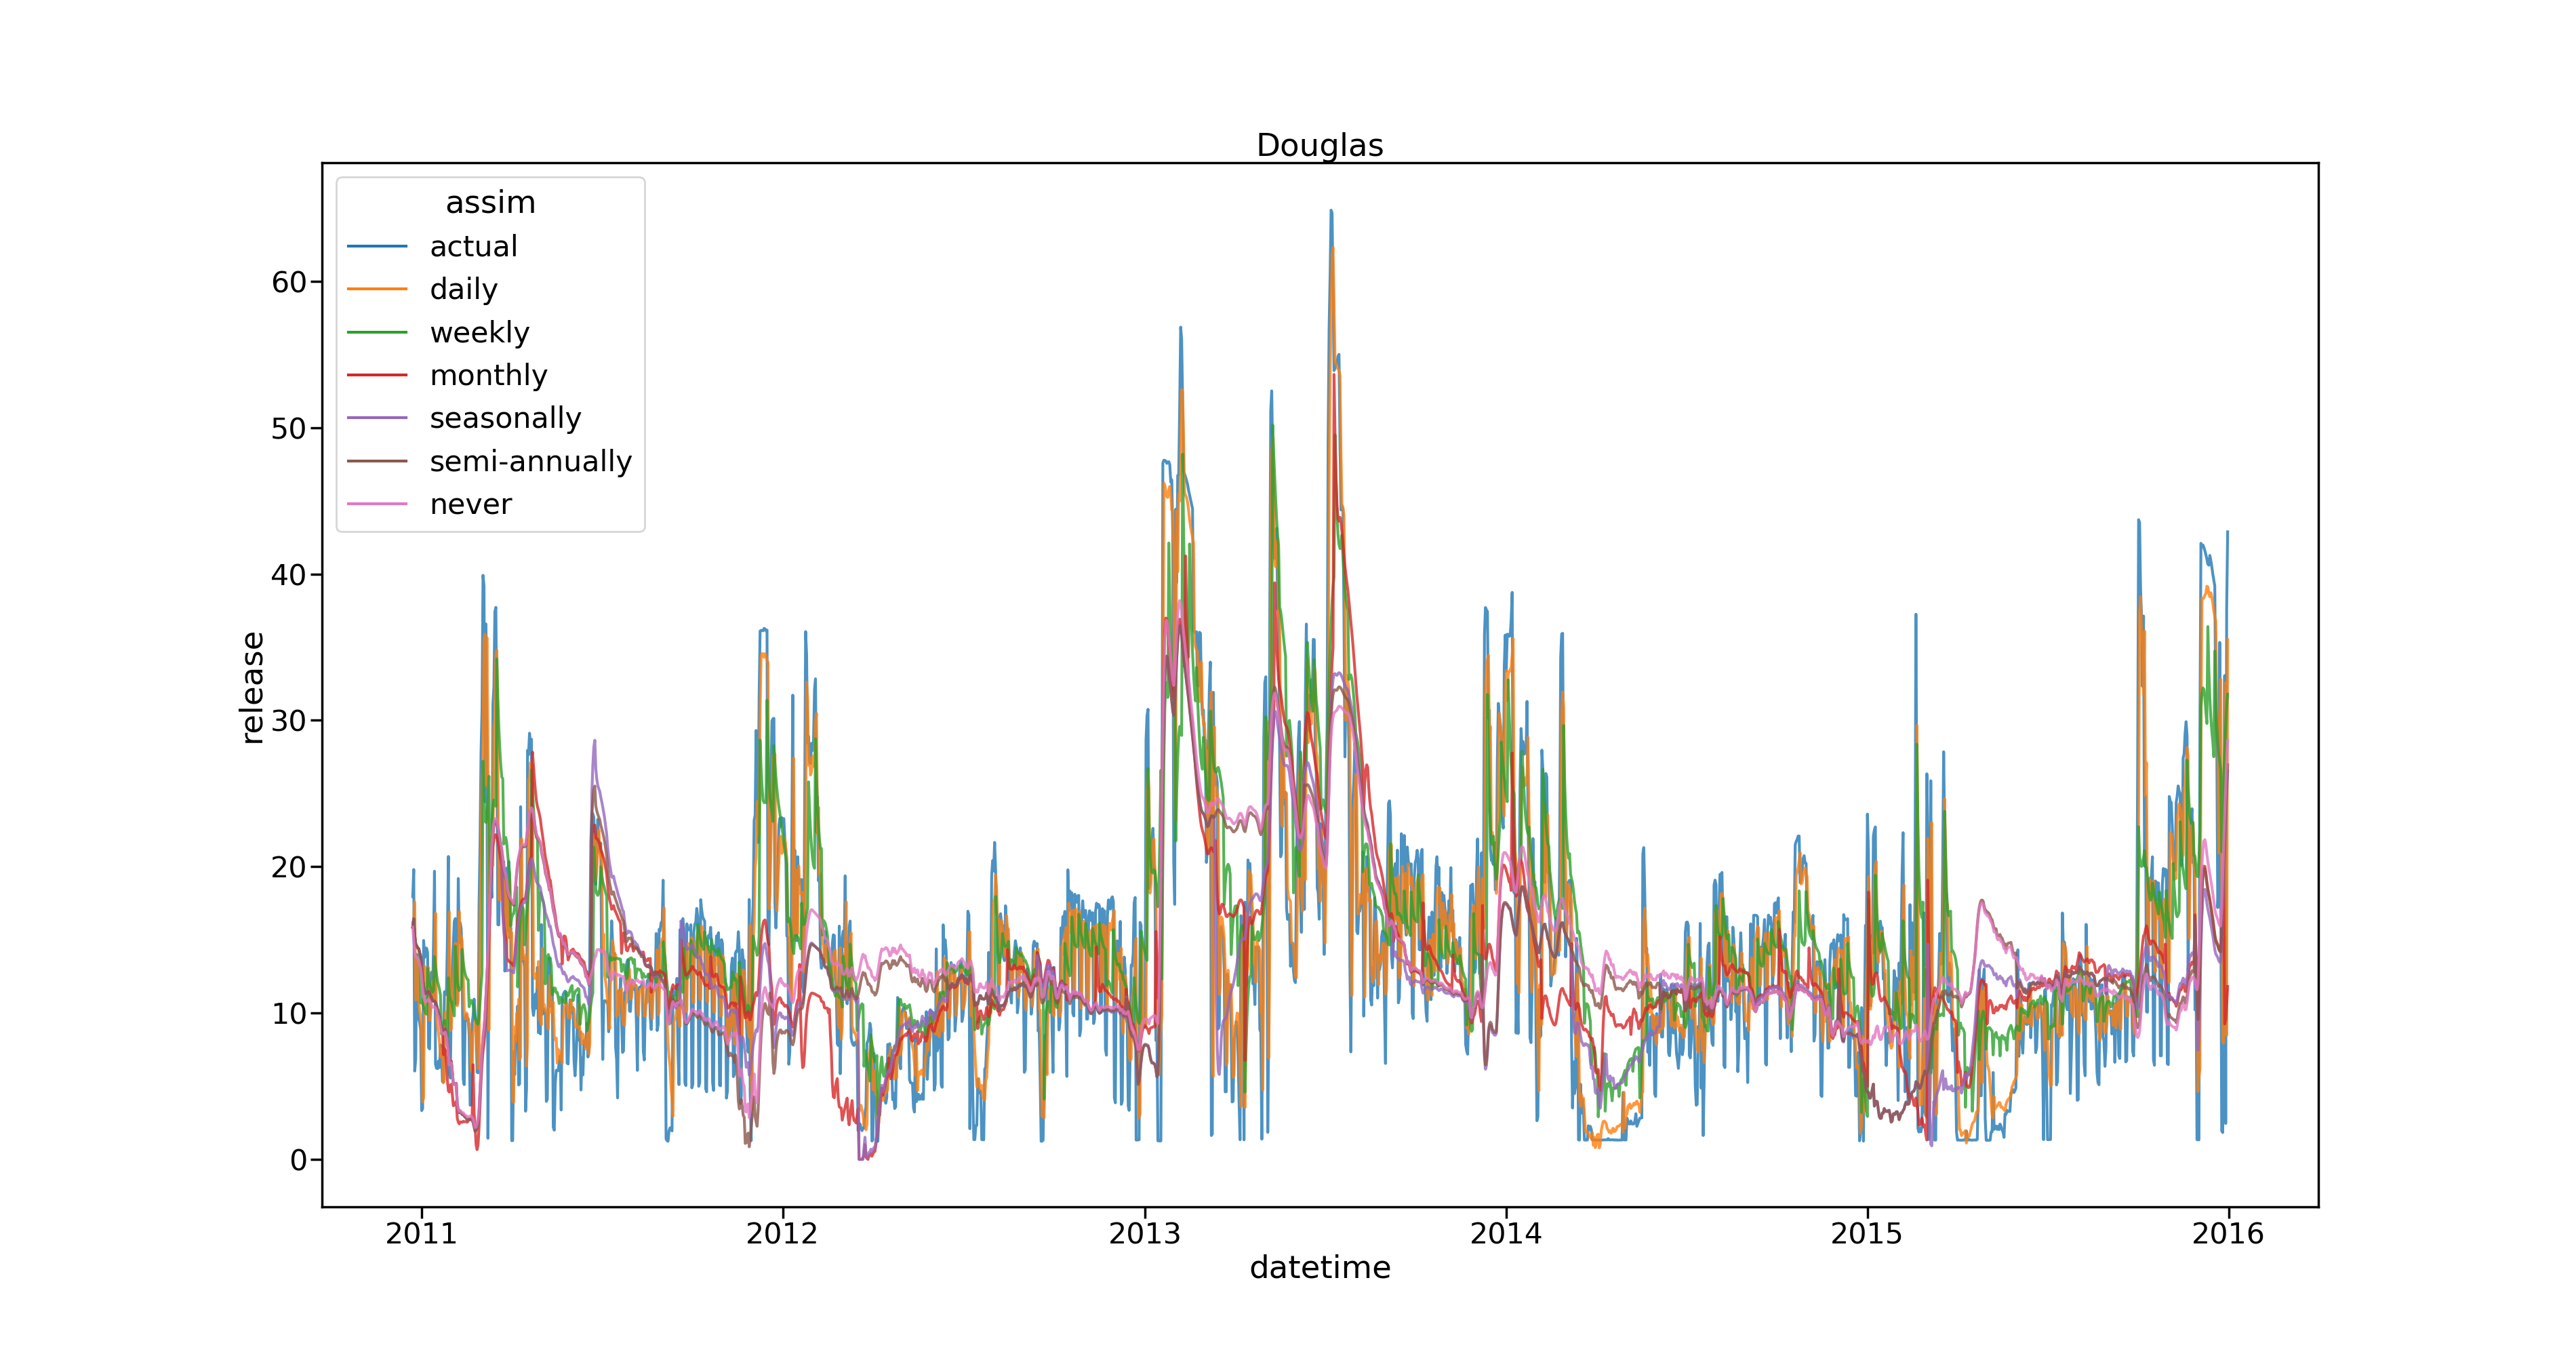 Douglas
assim
actual
daily
weekly
monthly
seasonally
semi-annually
never
release
60
50
40
30
20
10
0
2011 2012 2013 2014 2015 2016
datetime